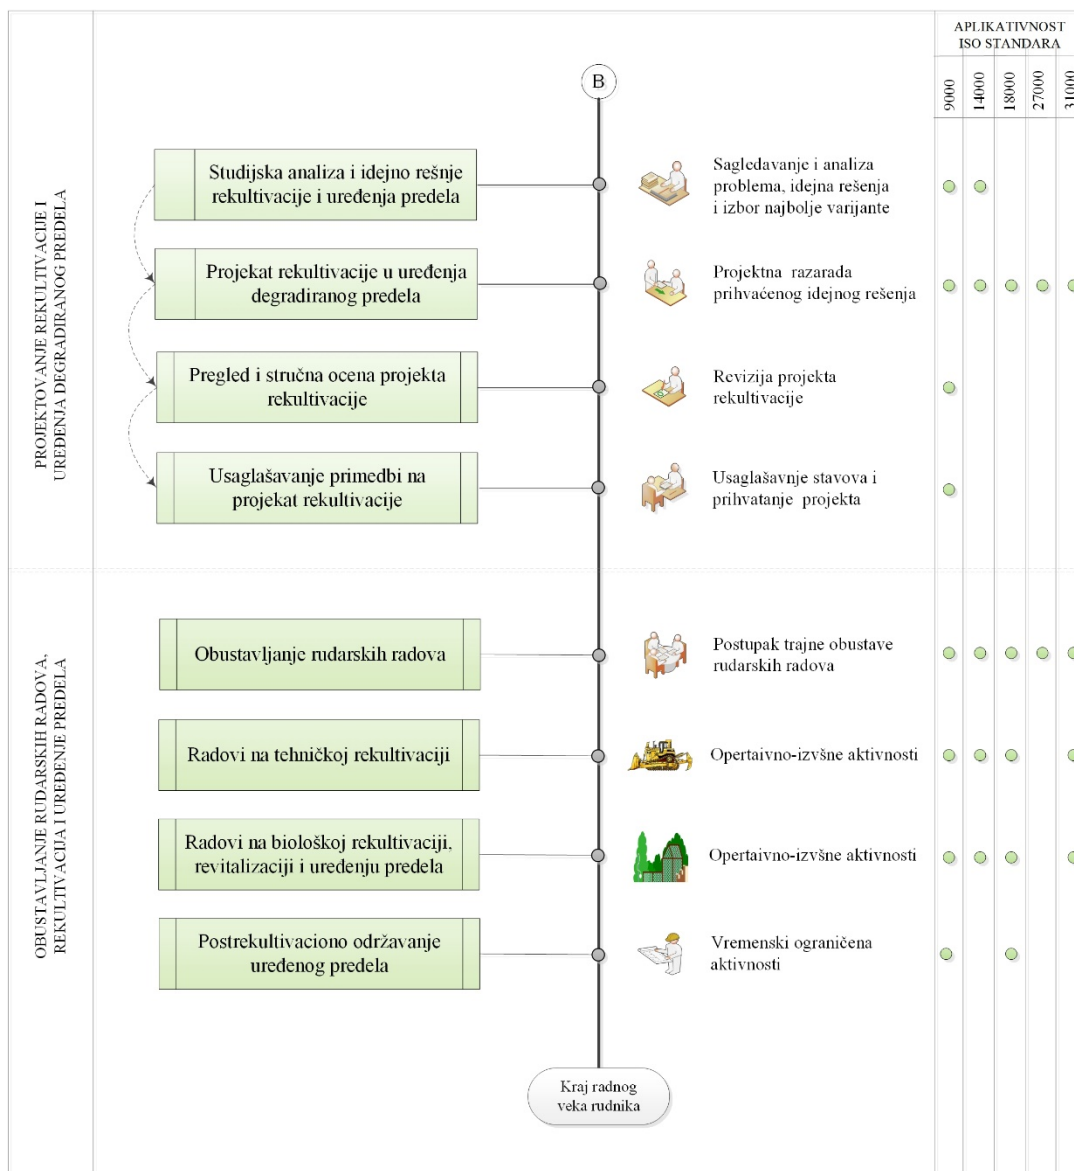 APLIKATIVNOST
ISO STANDARA
9000
14000
18000
27000
31000
B
PROJEKTOVANJE REKULTIVACIJE I
UREĐENJA DEGRADIRANOG PREDELA
Studijska analiza i idejno rešnje
rekultivacije i uređenja predela
Sagledavanje i analiza
problema, idejna rešenja
i izbor najbolje varijante
Projekat rekultivacije u uređenja
degradiranog predela
Projektna razarada
prihvaćenog idejnog rešenja
Pregled i stručna ocena projekta
rekultivacije
Revizija projekta
rekultivacije
Usaglašavanje primedbi na
projekat rekultivacije
Usaglašavnje stavova i
prihvatanje projekta
OBUSTAVLJANJE RUDARSKIH RADOVA,
REKULTIVACIJA I UREĐENJE PREDELA
Obustavljanje rudarskih radova
Postupak trajne obustave
rudarskih radova
Radovi na tehničkoj rekultivaciji
Opertaivno-izvšne aktivnosti
Radovi na biološkoj rekultivaciji,
revitalizaciji i uređenju predela
Opertaivno-izvšne aktivnosti
Postrekultivaciono održavanje
uređenog predela
Vremenski ograničena
aktivnosti
Kraj radnog
veka rudnika